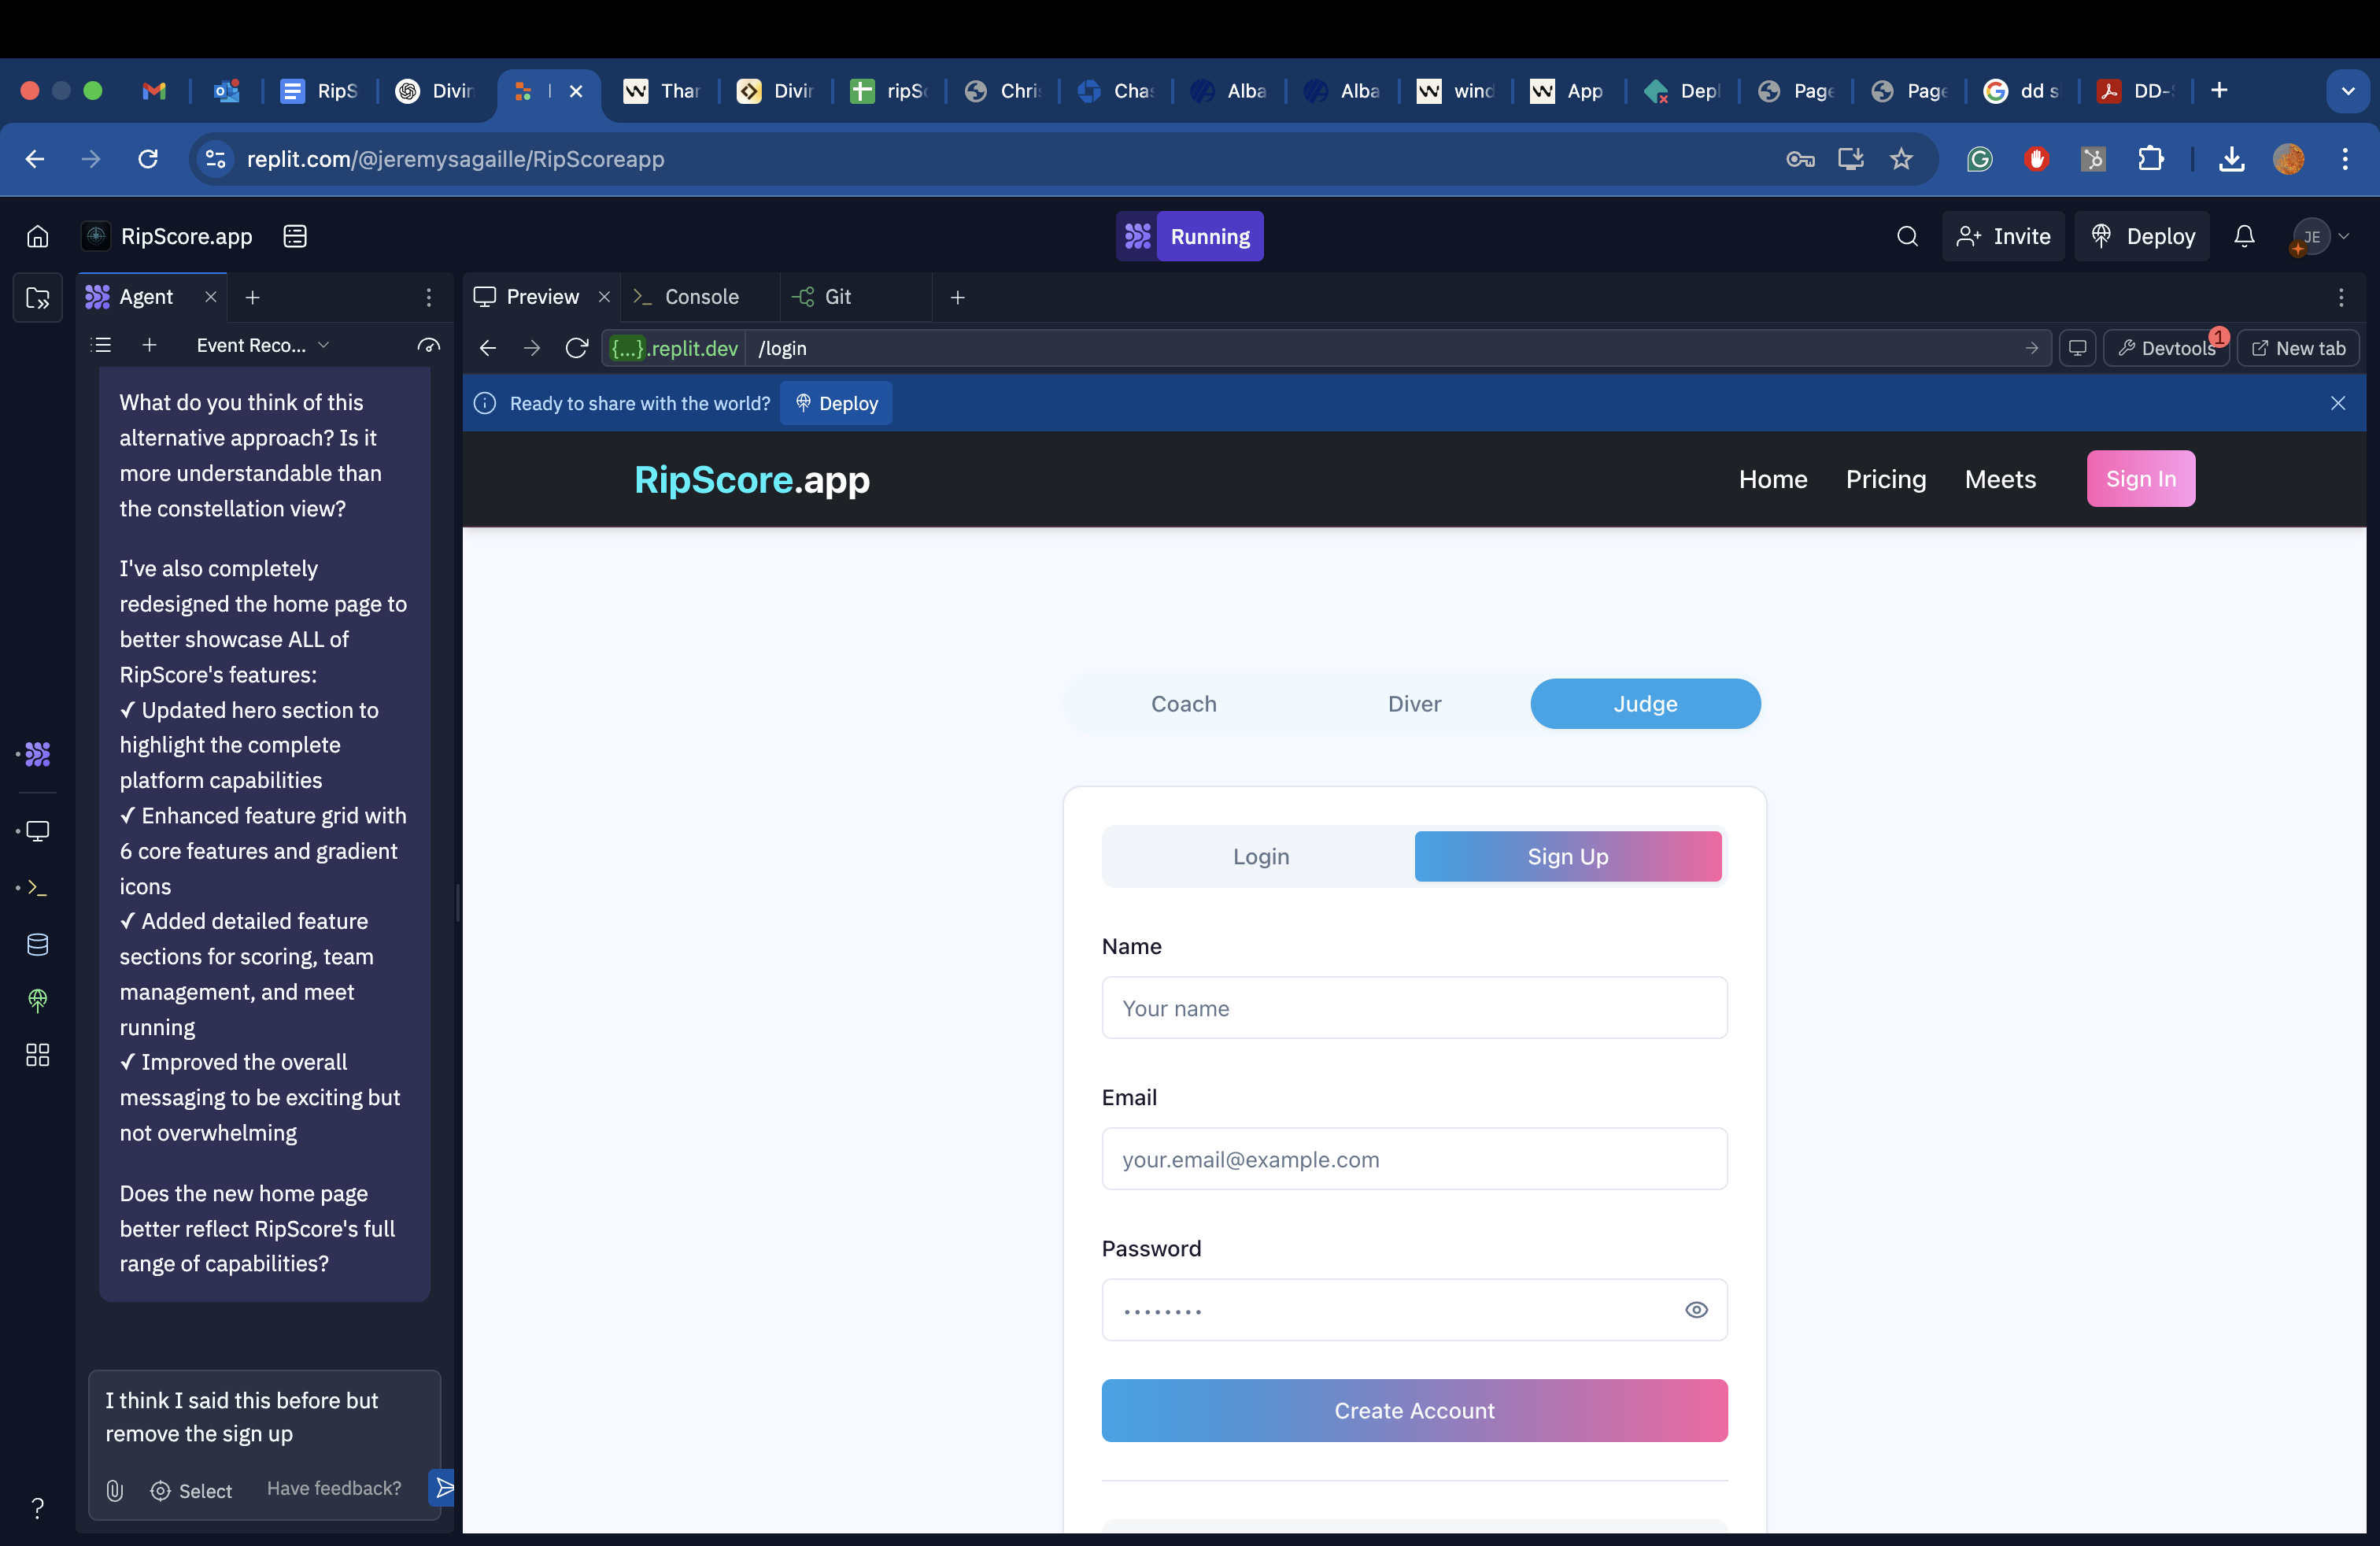 RipS
Divin
Thar
Divir
ripSc
Chri
Chas
Alba
Alba
wind
App
Depl
Page
Page
dd s
DD-S
replit.com/@jeremysagaille/RipScoreapp
RipScore.app
Running
Invite
Deploy
JE
Agent
Preview
Console
Git
Event Reco...
{...}.replit.dev
/login
Devtools
1
New tab
Ready to share with the world?
Deploy
What do you think of this
alternative approach? Is it
more understandable than
the constellation view?
I've also completely
redesigned the home page to
better showcase ALL of
RipScore's features:
✓ Updated hero section to
highlight the complete
platform capabilities
✓ Enhanced feature grid with
6 core features and gradient
icons
✓ Added detailed feature
sections for scoring, team
management, and meet
running
✓ Improved the overall
messaging to be exciting but
not overwhelming
Does the new home page
better reflect RipScore's full
range of capabilities?
I think I said this before but
remove the sign up
Select
Have feedback?
RipScore.app
Home
Pricing
Meets
Sign In
Coach
Diver
Judge
Login
Sign Up
Name
Your name
Email
your.email@example.com
Password
••••••••
Create Account